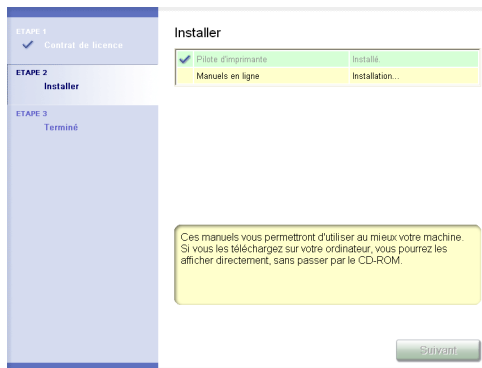 ETAPE 1
Contrat de licence
ETAPE 2
Installer
ETAPE 3
Terminé
Installer
Pilote d'imprimante Installé.
Manuels en ligne Installation...
Ces manuels vous permettront d'utiliser au mieux votre machine.
Si vous les téléchargez sur votre ordinateur, vous pourrez les
afficher directement, sans passer par le CD-ROM.
Suivant